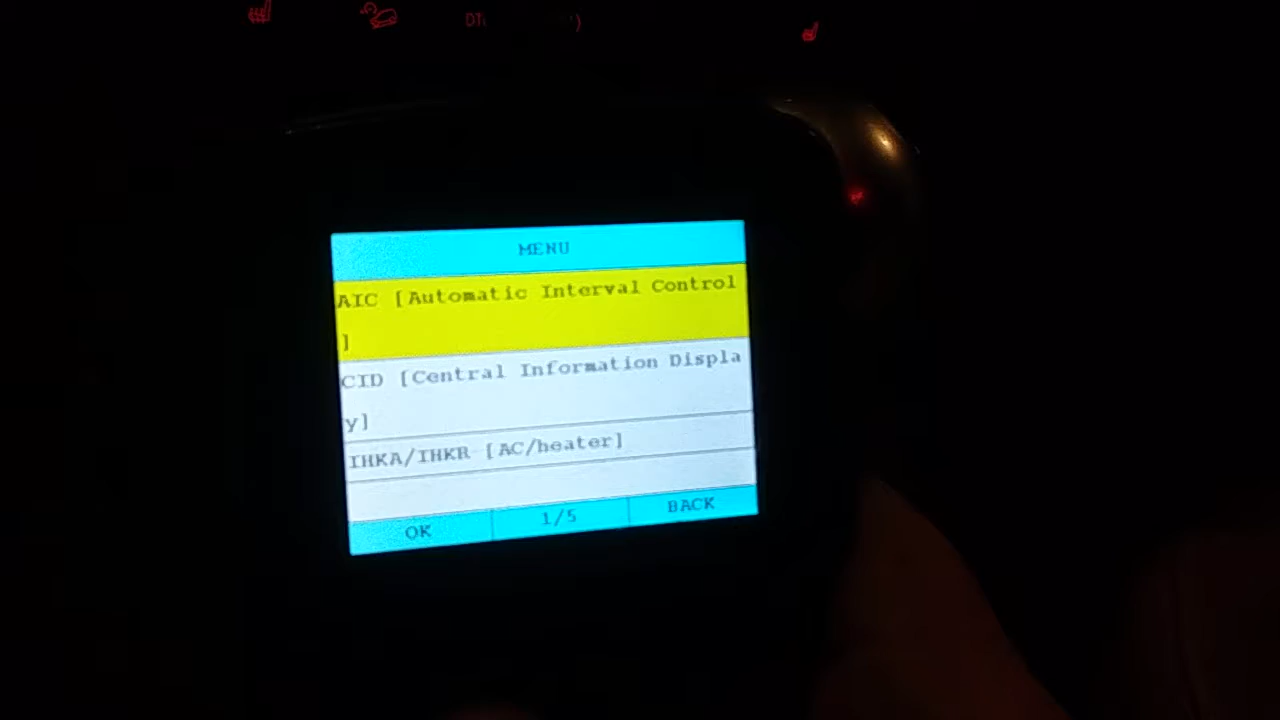 MENU
AIC [Automatic Interval Control
]
CID [Central Information Displa
y]
IHKA/IHKR [AC/heater]
OK 1/5 BACK